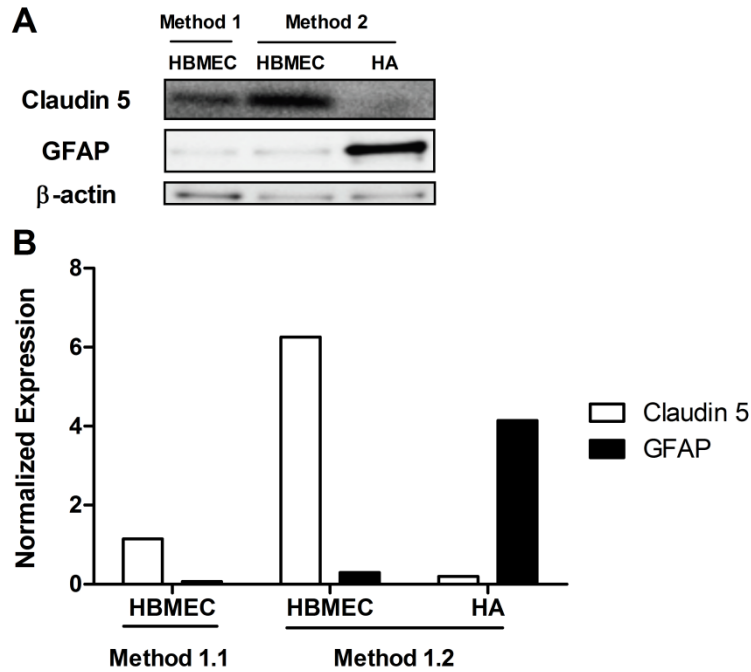 A
Method 1 Method 2
HBMEC HBMEC HA
Claudin 5
GFAP
β-actin
B
Normalized Expression
8
6
4
2
0
Claudin 5
GFAP
HBMEC HBMEC HA
Method 1.1 Method 1.2